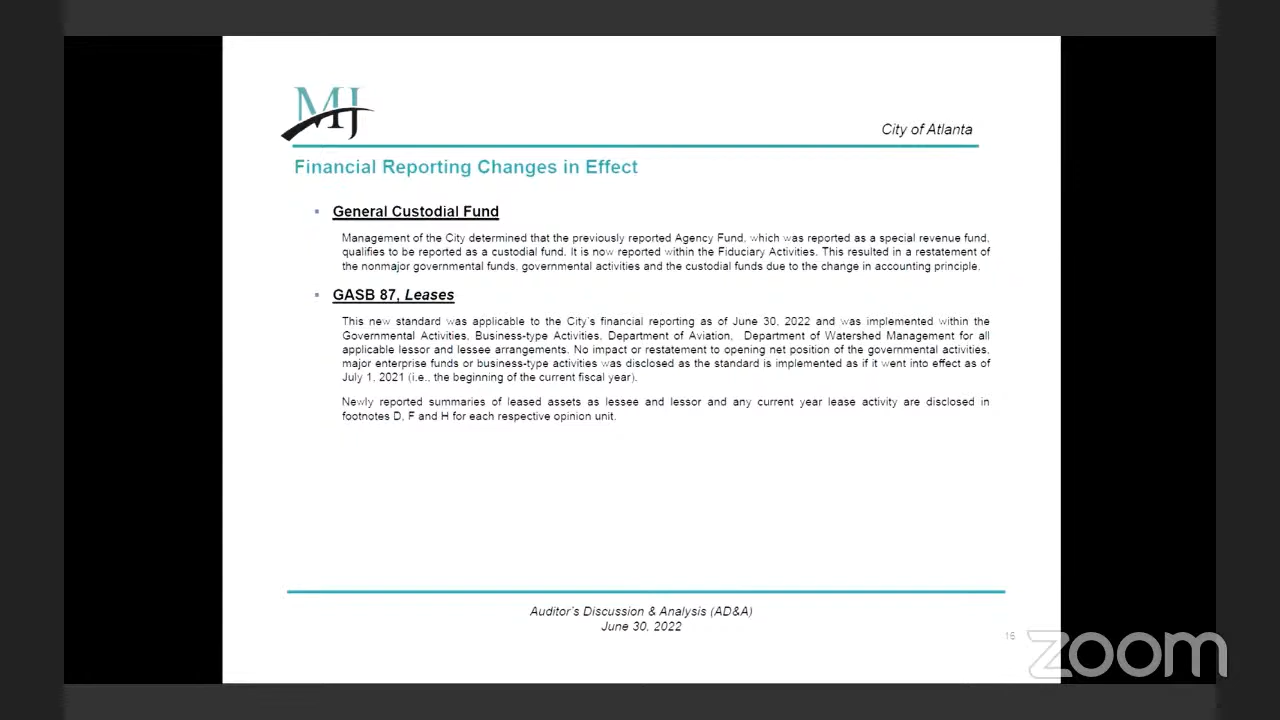 MJ
City of Atlanta
Financial Reporting Changes in Effect
▪ General Custodial Fund
Management of the City determined that the previously reported Agency Fund, which was reported as a special revenue fund,
qualifies to be reported as a custodial fund. It is now reported within the Fiduciary Activities. This resulted in a restatement of
the nonmajor governmental funds, governmental activities and the custodial funds due to the change in accounting principle.
▪ GASB 87, Leases
This new standard was applicable to the City's financial reporting as of June 30, 2022 and was implemented within the
Governmental Activities, Business-type Activities, Department of Aviation, Department of Watershed Management for all
applicable lessor and lessee arrangements. No impact or restatement to opening net position of the governmental activities,
major enterprise funds or business-type activities was disclosed as the standard is implemented as if it went into effect as of
July 1, 2021 (i.e., the beginning of the current fiscal year).
Newly reported summaries of leased assets as lessee and lessor and any current year lease activity are disclosed in
footnotes D, F and H for each respective opinion unit.
Auditor's Discussion & Analysis (AD&A)
June 30, 2022
16
zoom